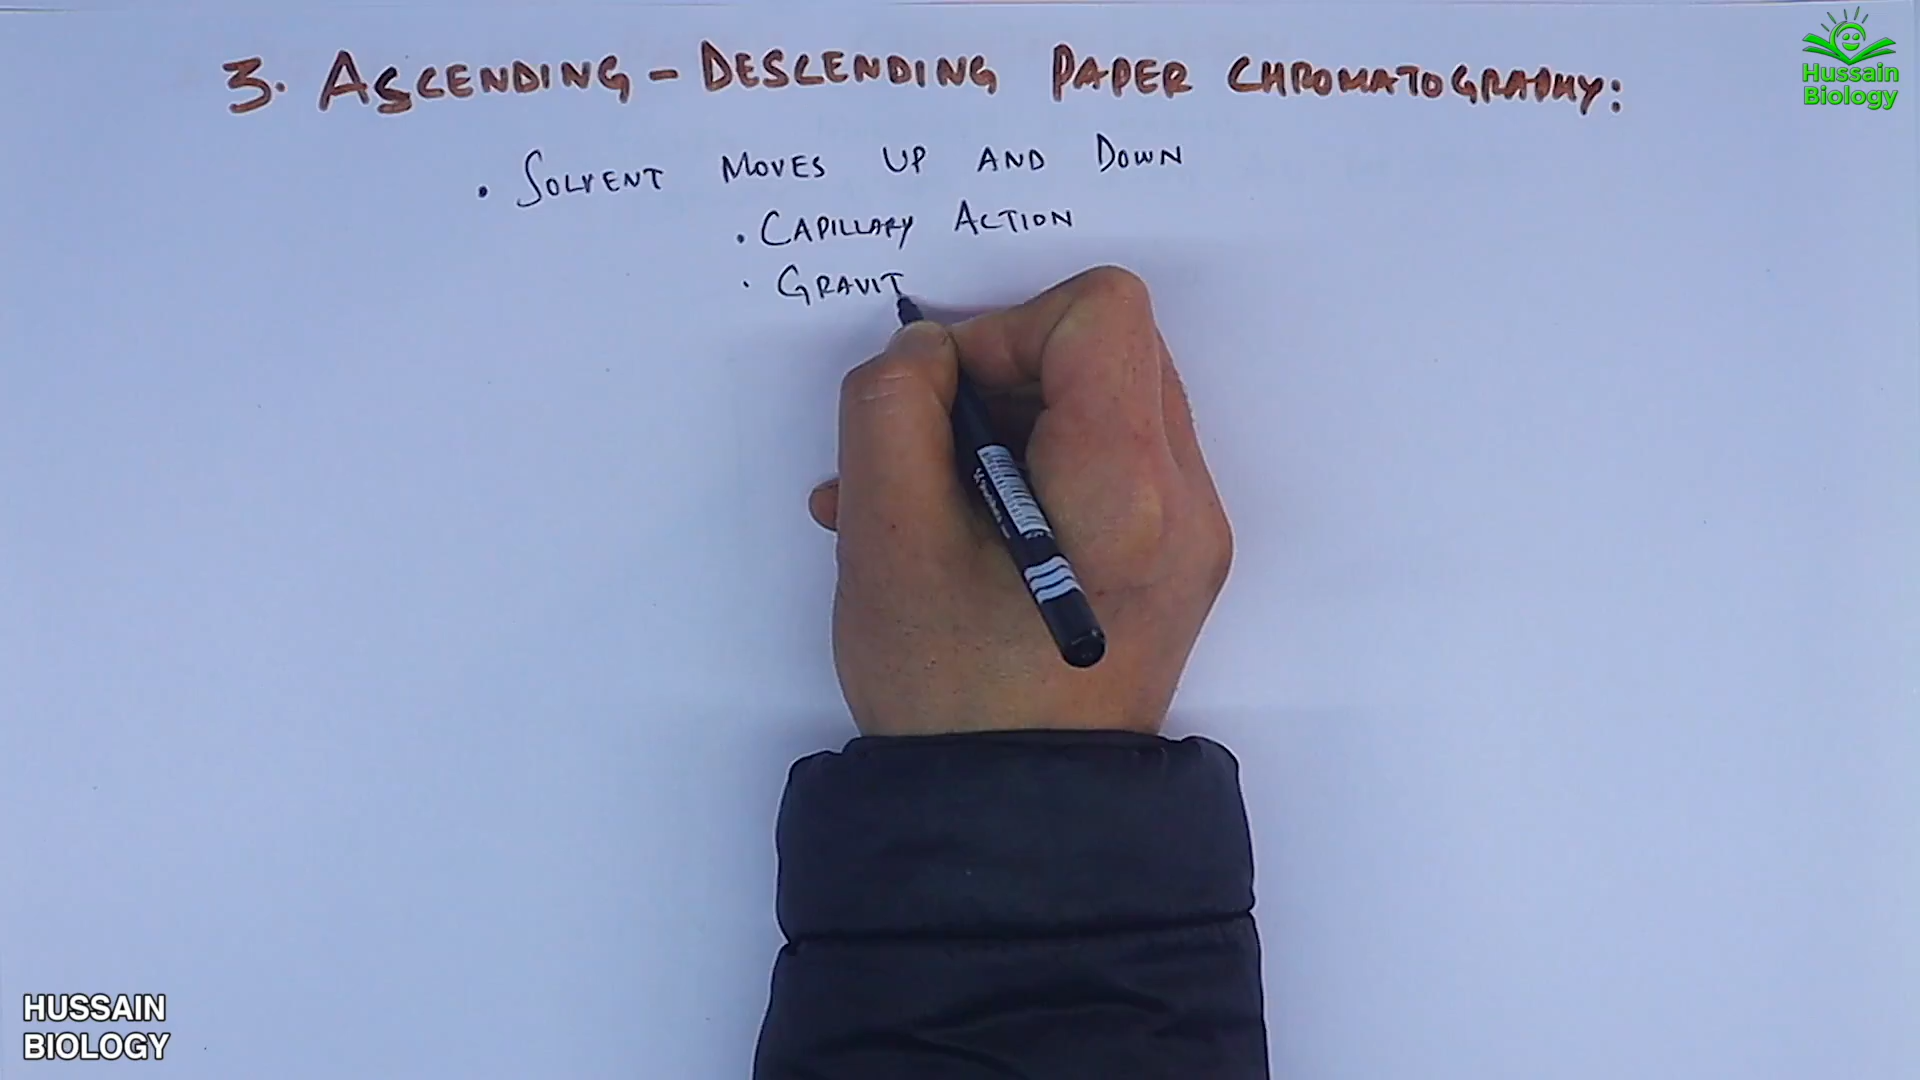 3. ASCENDING - DESCENDING PAPER CHROMATOGRAPHY:
• SOLVENT MOVES UP AND DOWN
• CAPILLARY ACTION
• GRAVIT
Hussain
Biology
HUSSAIN
BIOLOGY